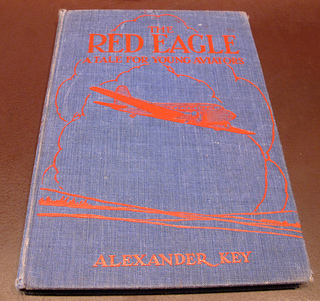 THE
RED EAGLE
A TALE FOR YOUNG AVIATORS
ALEXANDER KEY